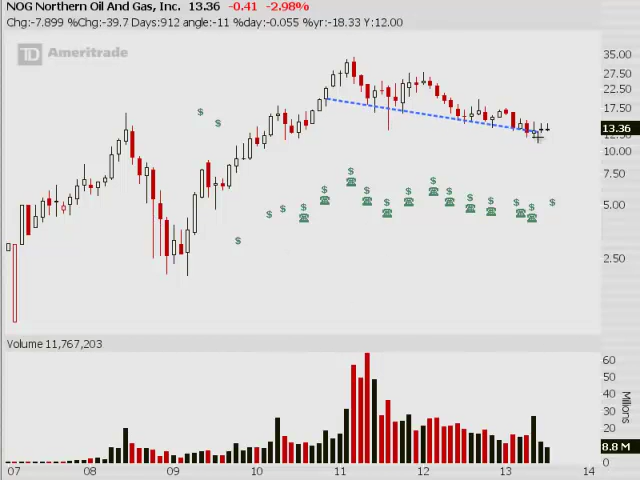 NOG Northern Oil And Gas, Inc. 13.36 -0.41 -2.98%
Chg:-7.899 %Chg:-39.7 Days:912 angle:-11 %day:-0.055 %yr:-18.33 Y:12.00
TD Ameritrade
35.00
27.50
22.50
17.50
13.36
10.00
7.50
5.00
2.50
Volume 11,767,203
60
50
40
30
20
8.8 M
0
Millions
07 08 09 10 11 12 13 14